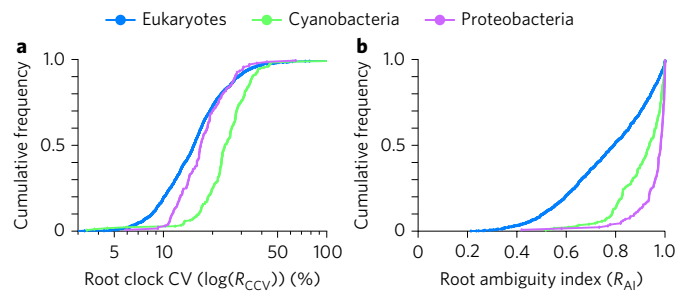 Eukaryotes Cyanobacteria Proteobacteria
a
Cumulative frequency
1.0
0.5
0
5 10 50 100
Root clock CV (log(R_CCV)) (%)
b
Cumulative frequency
1.0
0.5
0
0 0.2 0.4 0.6 0.8 1.0
Root ambiguity index (R_AI)